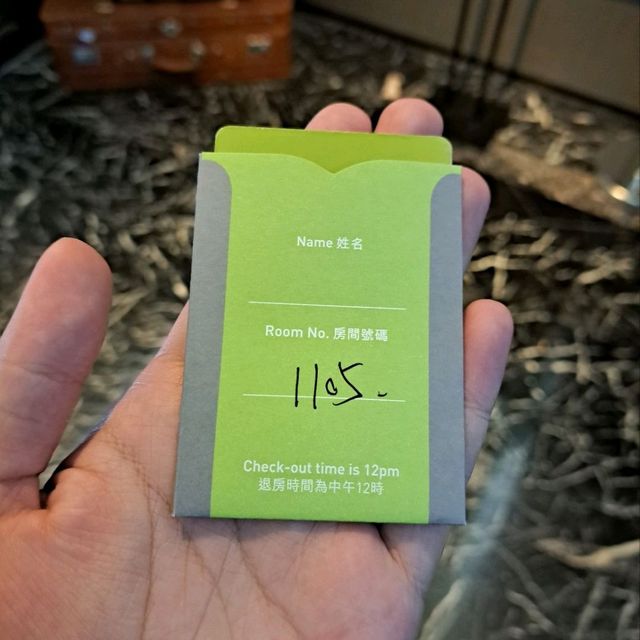 Name 姓名
Room No. 房間號碼
1105.
Check-out time is 12pm
退房時間為中午12時